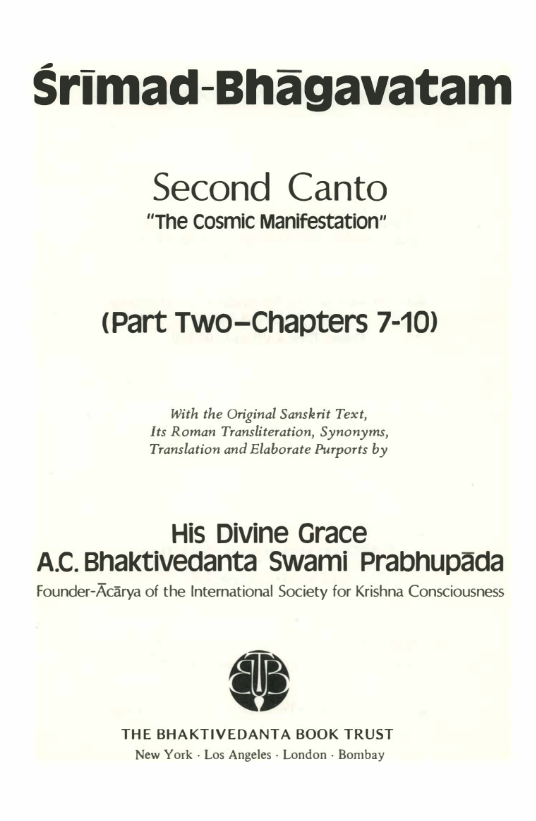 Śrīmad-Bhāgavatam
Second Canto
"The Cosmic Manifestation"
(Part Two–Chapters 7-10)
With the Original Sanskrit Text,
Its Roman Transliteration, Synonyms,
Translation and Elaborate Purports by
His Divine Grace
A.C. Bhaktivedanta Swami Prabhupāda
Founder-Ācārya of the International Society for Krishna Consciousness
BBT
THE BHAKTIVEDANTA BOOK TRUST
New York · Los Angeles · London · Bombay